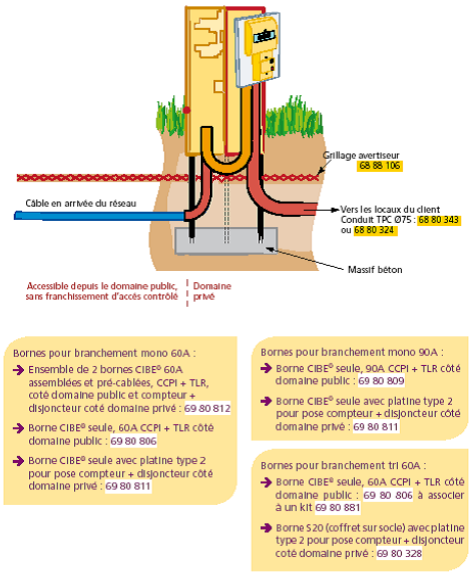 Grillage avertiseur
68 88 106
Câble en arrivée du réseau
Vers les locaux du client
Conduit TPC Ø75 : 68 80 343
ou 68 80 324
Massif béton
Accessible depuis le domaine public,
sans franchissement d'accès contrôlé
Domaine
privé
Bornes pour branchement mono 60A :
➔ Ensemble de 2 bornes CIBE® 60A
assemblées et pré-cablées, CCPI + TLR,
coté domaine public et compteur +
disjoncteur coté domaine privé : 69 80 812
➔ Borne CIBE® seule, 60A CCPI + TLR côté
domaine public : 69 80 806
➔ Borne CIBE® seule avec platine type 2
pour pose compteur + disjoncteur côté
domaine privé : 69 80 811
Bornes pour branchement mono 90A :
➔ Borne CIBE® seule, 90A CCPI + TLR côté
domaine public : 69 80 809
➔ Borne CIBE® seule avec platine type 2
pour pose compteur + disjoncteur côté
domaine privé : 69 80 811
Bornes pour branchement tri 60A :
➔ Borne CIBE® seule, 60A CCPI + TLR côté
domaine public : 69 80 806 à associer
à un kit 69 80 881
➔ Borne S20 (coffret sur socle) avec platine
type 2 pour pose compteur + disjoncteur
coté domaine privé : 69 80 328